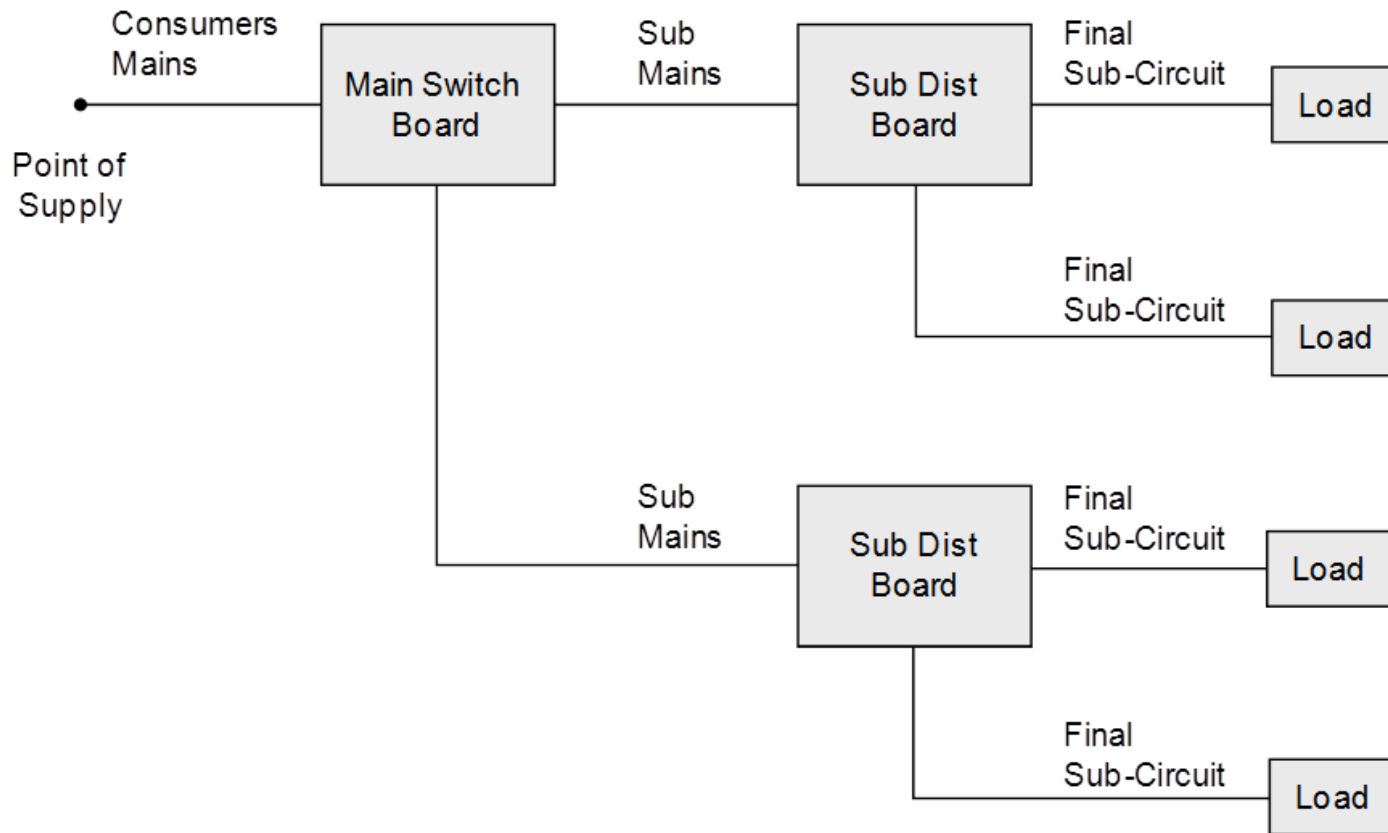 Consumers
Mains
Point of
Supply
Main Switch
Board
Sub
Mains
Sub Dist
Board
Final
Sub-Circuit
Load
Final
Sub-Circuit
Load
Sub
Mains
Sub Dist
Board
Final
Sub-Circuit
Load
Final
Sub-Circuit
Load